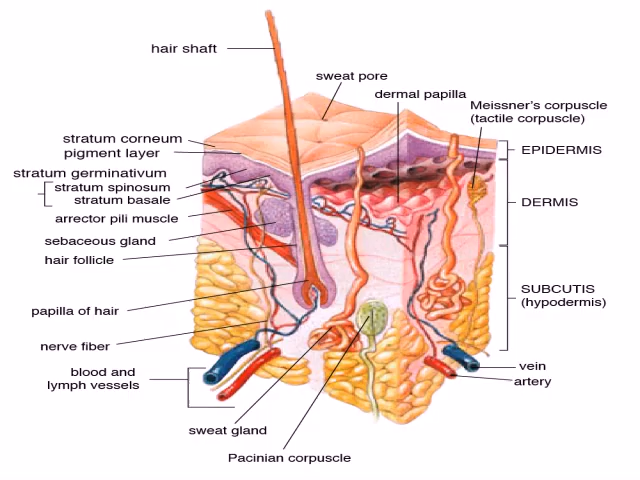 hair shaft
sweat pore
dermal papilla
Meissner's corpuscle
(tactile corpuscle)
stratum corneum
pigment layer
stratum germinativum
stratum spinosum
stratum basale
arrector pili muscle
sebaceous gland
hair follicle
papilla of hair
nerve fiber
blood and
lymph vessels
sweat gland
Pacinian corpuscle
EPIDERMIS
DERMIS
SUBCUTIS
(hypodermis)
vein
artery